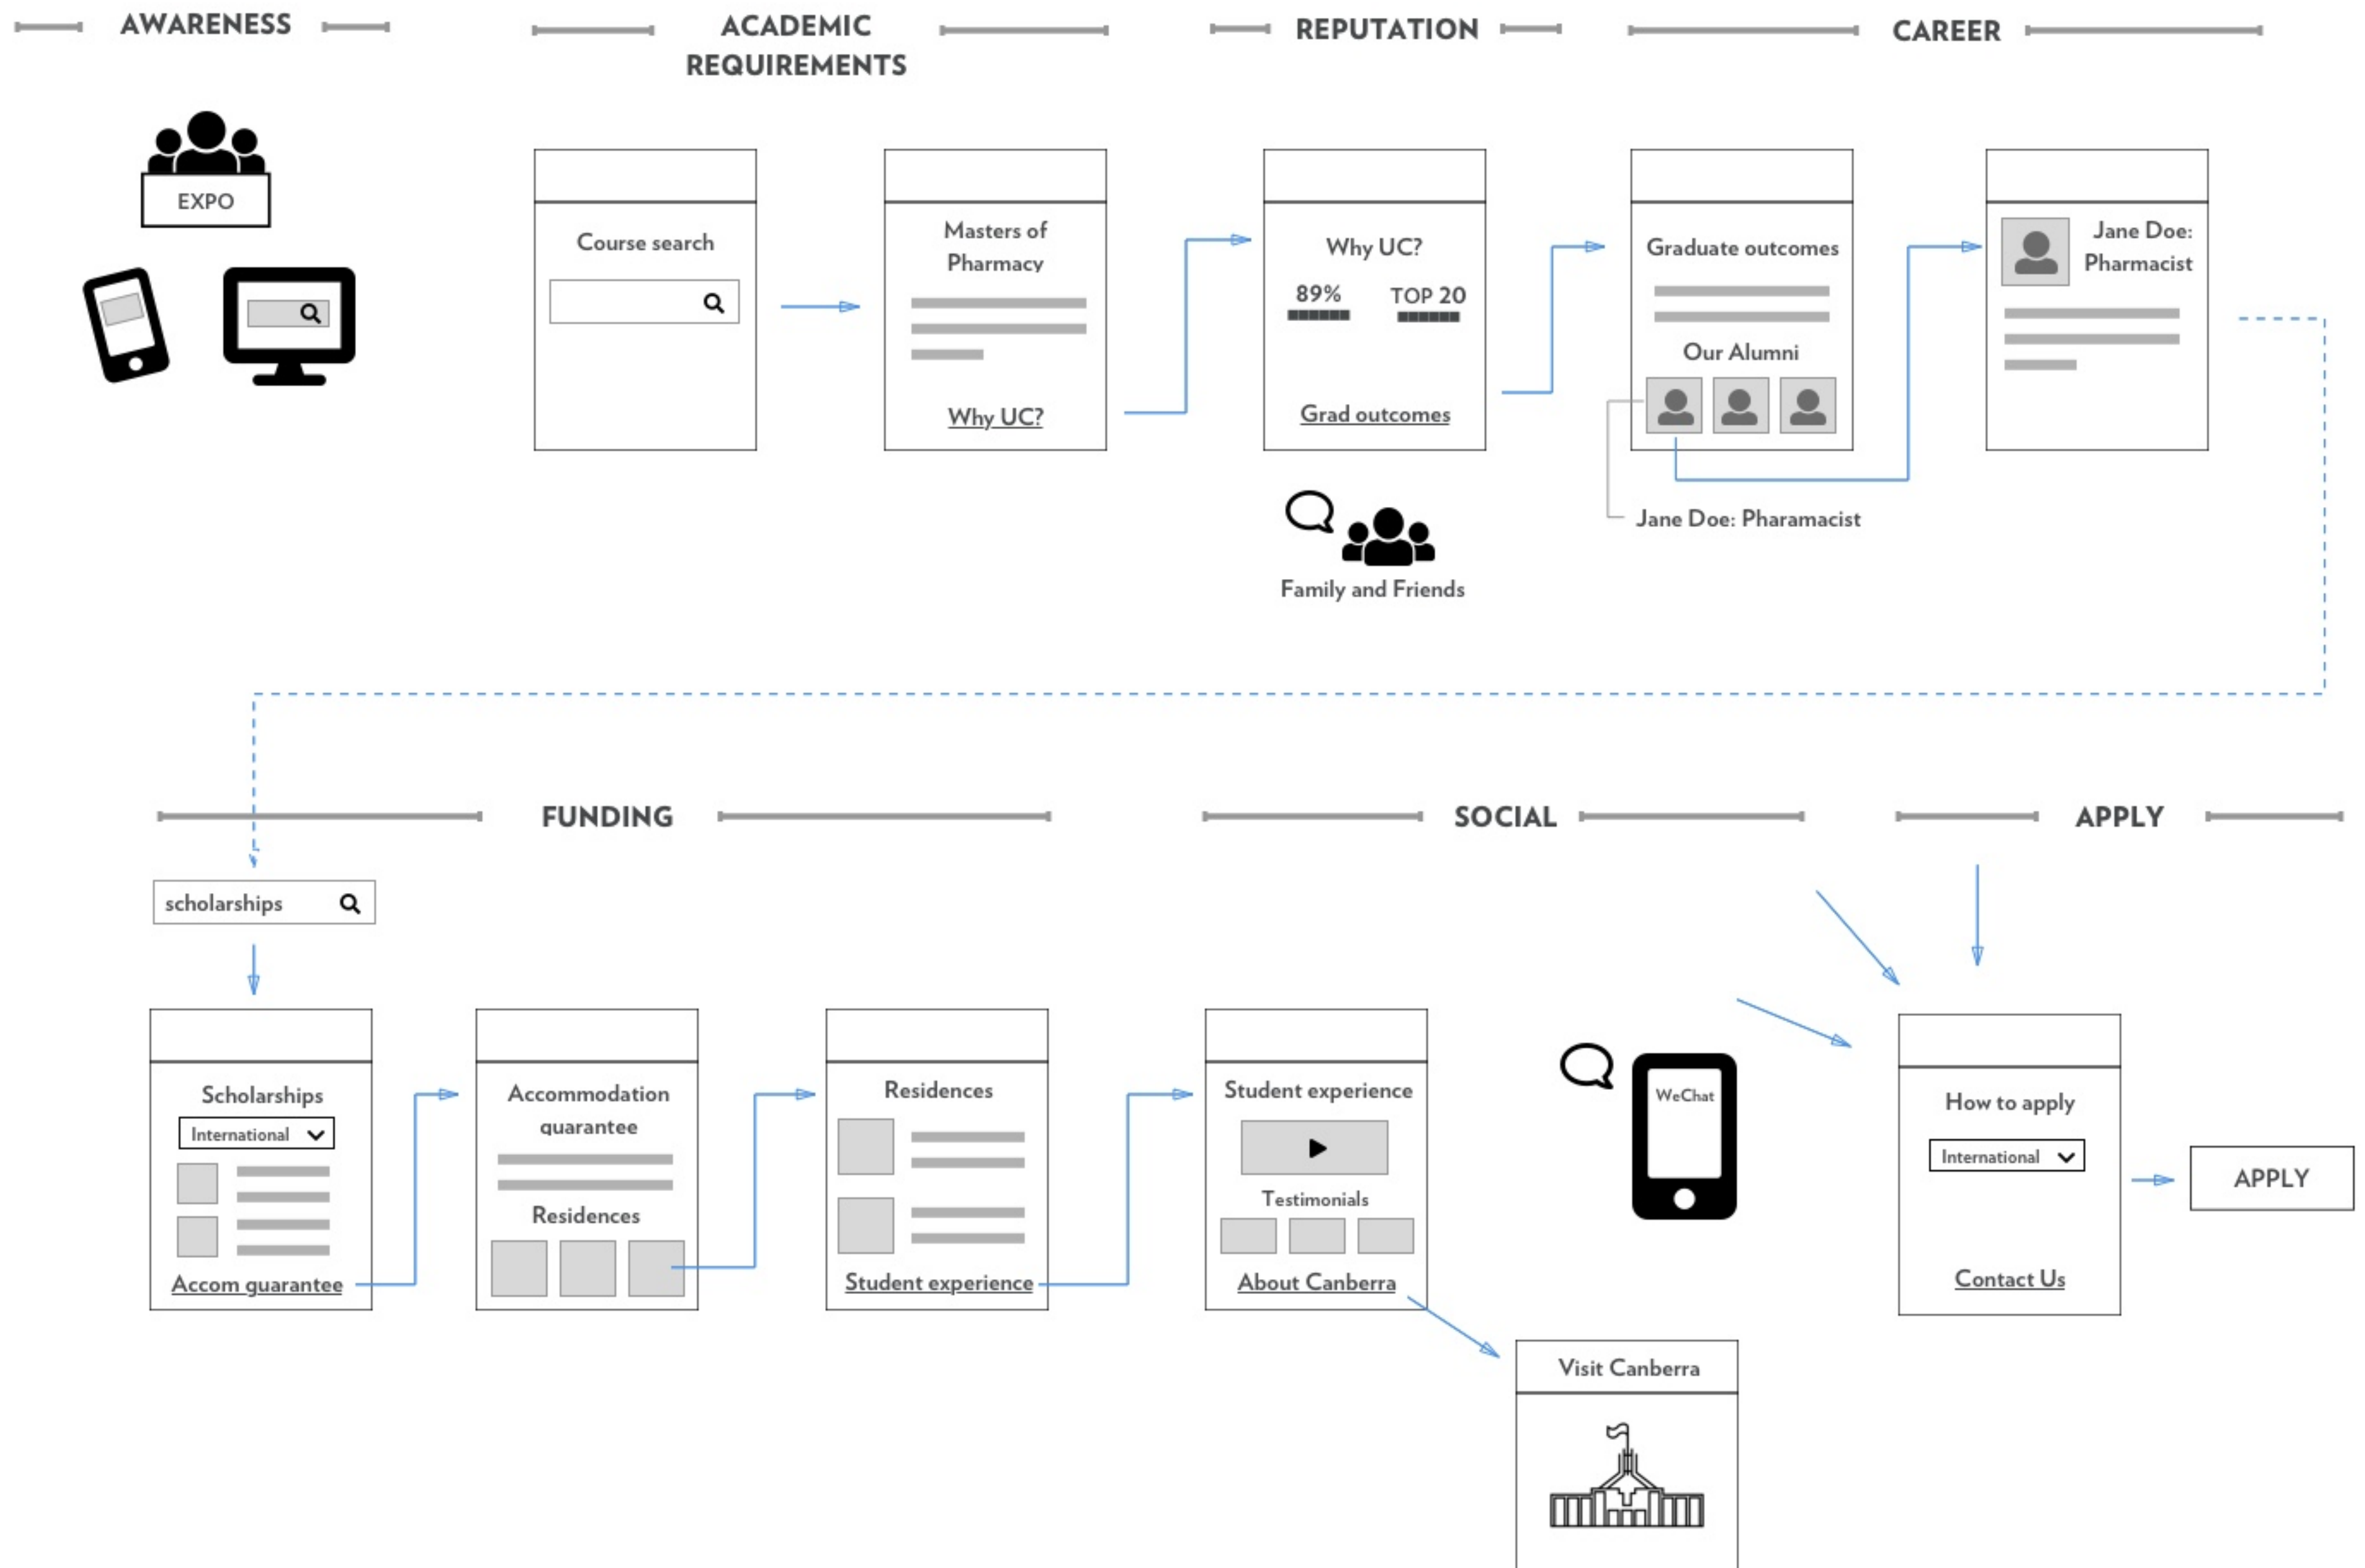 AWARENESS
ACADEMIC
REQUIREMENTS
REPUTATION
CAREER
EXPO
Course search
Masters of
Pharmacy
Why UC?
Why UC?
89%
TOP 20
Grad outcomes
Family and Friends
Graduate outcomes
Our Alumni
Jane Doe: Pharamacist
Jane Doe:
Pharmacist
FUNDING
SOCIAL
APPLY
scholarships
Scholarships
International
Accom guarantee
Accommodation
guarantee
Residences
Residences
Student experience
Student experience
Testimonials
About Canberra
WeChat
Visit Canberra
How to apply
International
Contact Us
APPLY